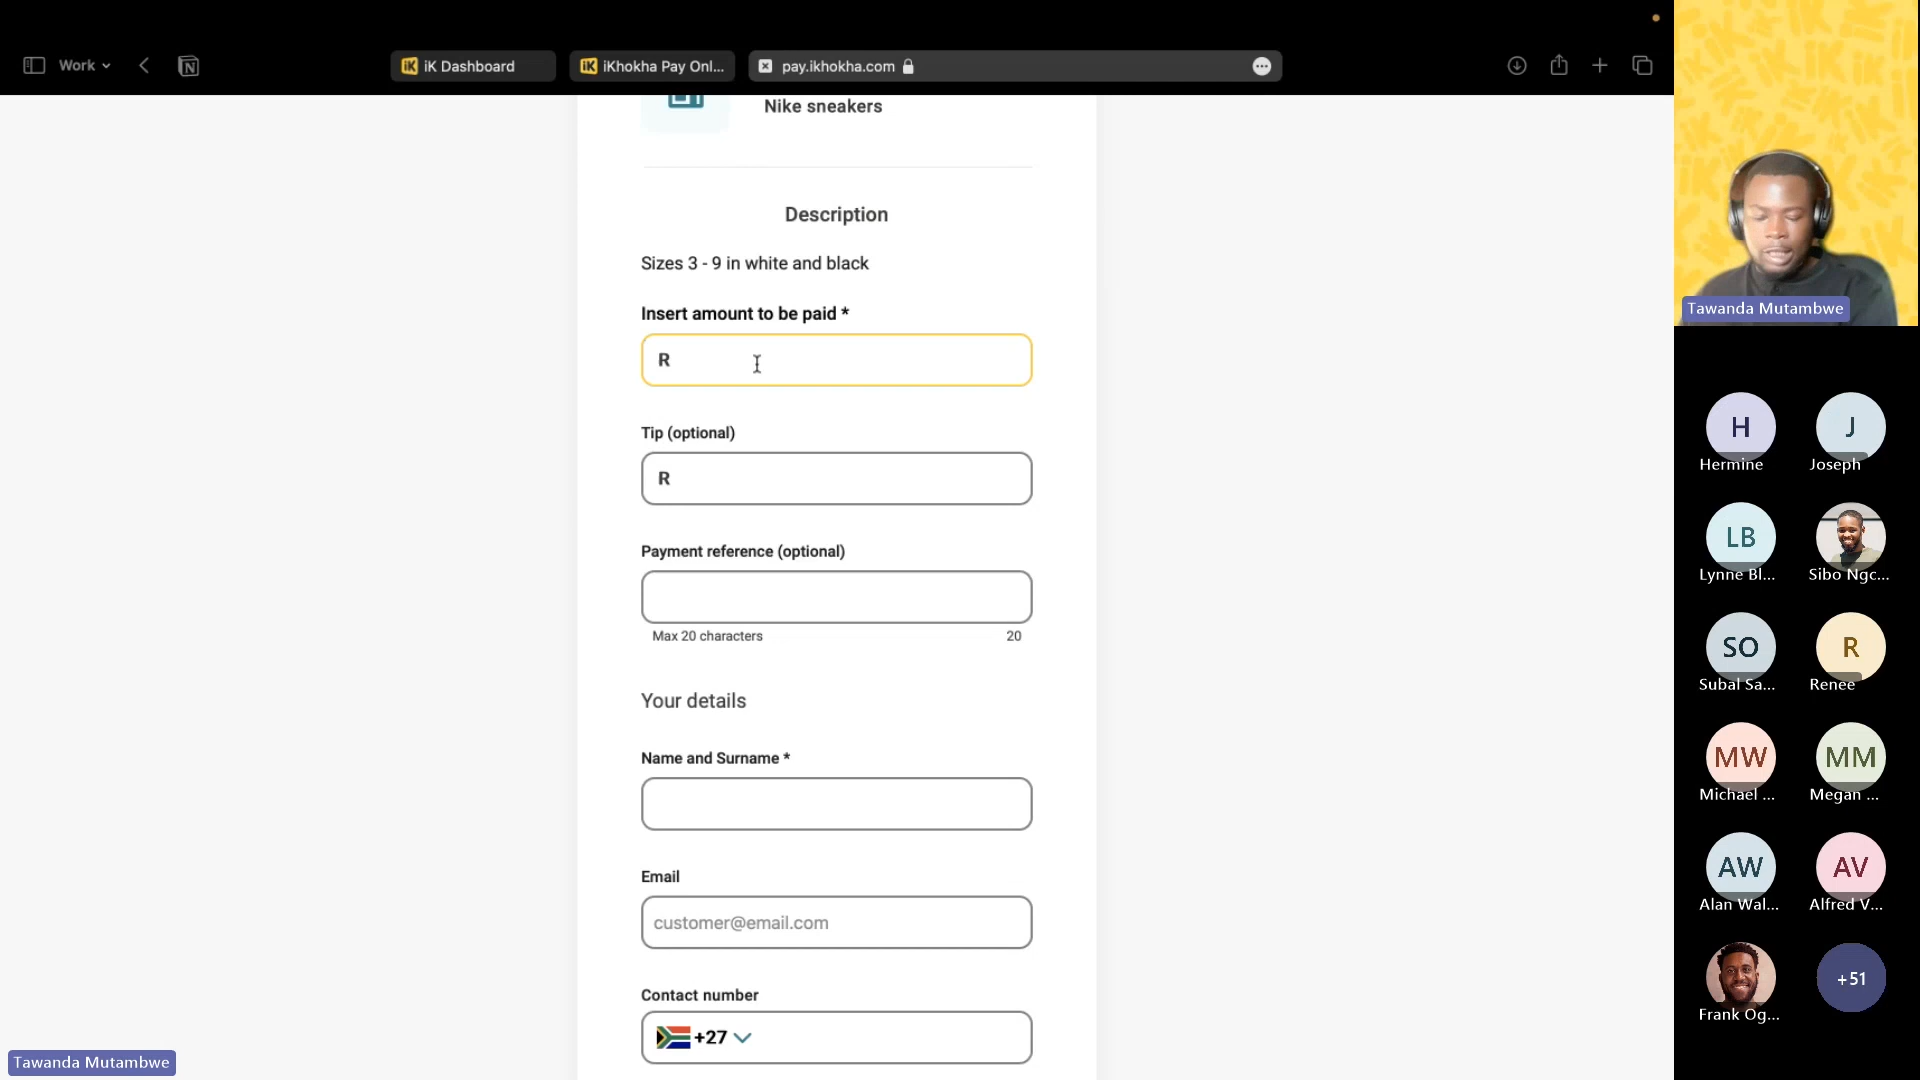 Work
iK Dashboard
iKhokha Pay Onl...
pay.ikhokha.com
Nike sneakers
Description
Sizes 3 - 9 in white and black
Insert amount to be paid *
R
Tip (optional)
R
Payment reference (optional)
Max 20 characters
20
Your details
Name and Surname *
Email
customer@email.com
Contact number
+27
Tawanda Mutambwe
Tawanda Mutambwe
H
J
Hermine
Joseph
LB
Lynne Bl...
Sibo Ngc...
SO
R
Subal Sa...
Renee
MW
MM
Michael ...
Megan ...
AW
AV
Alan Wal...
Alfred V...
+51
Frank Og...